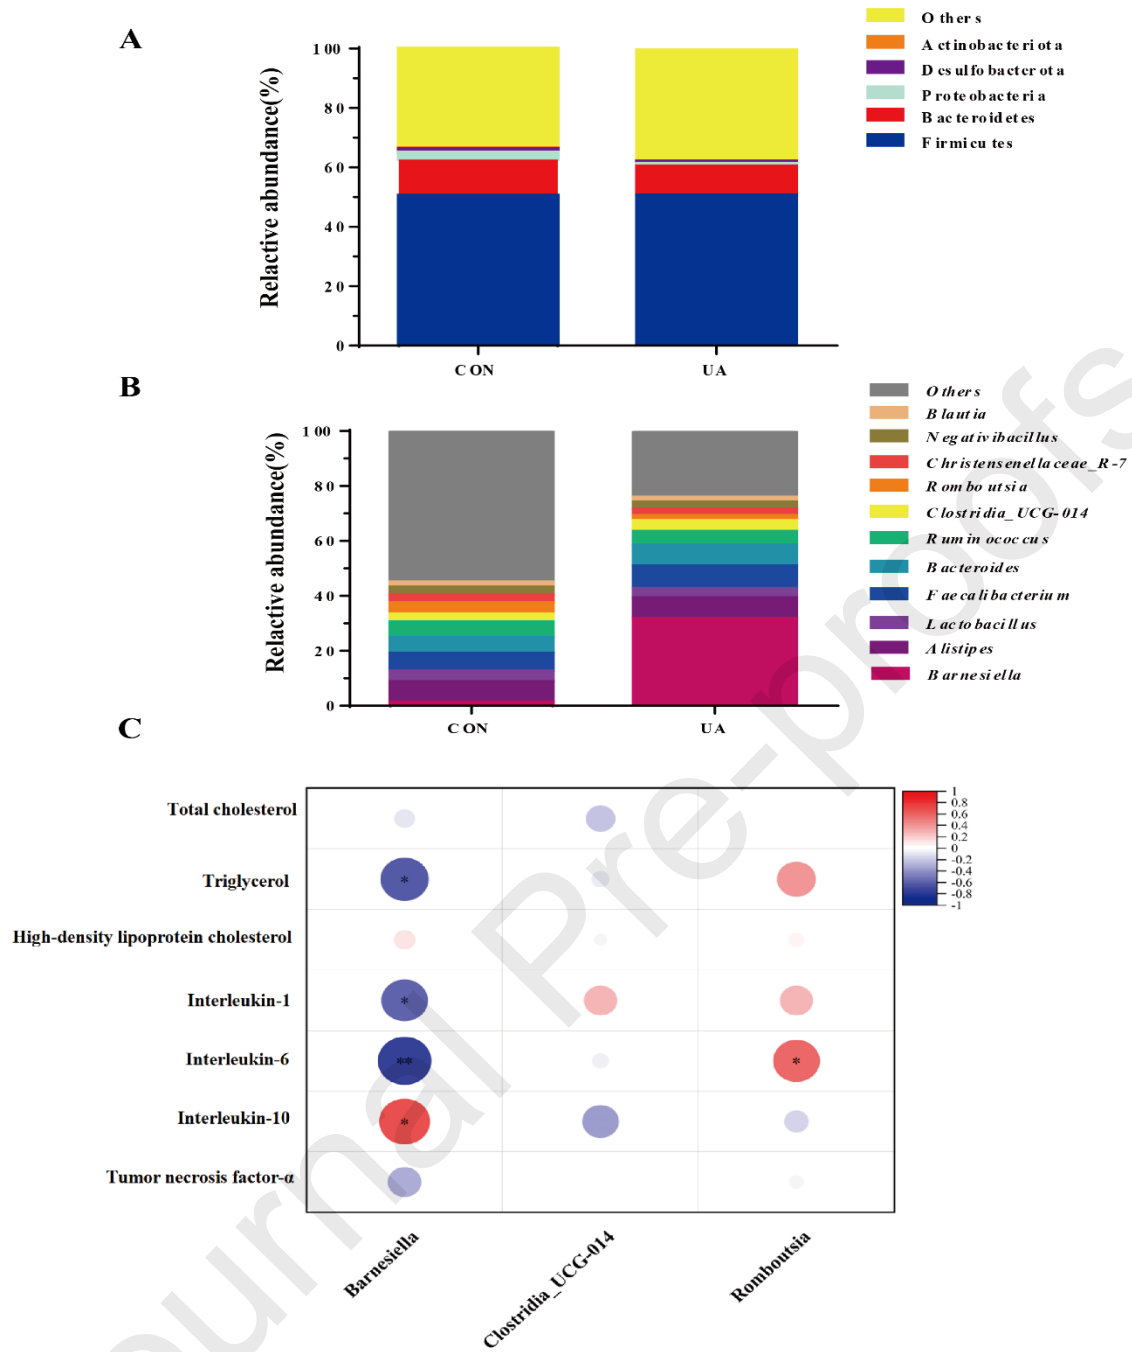 A
Others
Actinobacteriota
Desulfobacterota
Proteobacteria
Bacteroidetes
Firmicutes
Relactive abundance(%)
100
80
60
40
20
0
CON
UA
B
Others
Blautia
Negativibacillus
Christensenellaceae_R-7
Romboutsia
Clostridia_UCG-014
Ruminococcus
Bacteroides
Faecalibacterium
Lactobacillus
Alistipes
Barnesiella
Relactive abundance(%)
100
80
60
40
20
0
CON
UA
C
Total cholesterol
Triglycerol
*
High-density lipoprotein cholesterol
Interleukin-1
*
Interleukin-6
**
*
Interleukin-10
*
Tumor necrosis factor-α
Barnesiella
Clostridia_UCG-014
Romboutsia
1
0.8
0.6
0.4
0.2
0
-0.2
-0.4
-0.6
-0.8
-1
ournal Pre-proofs